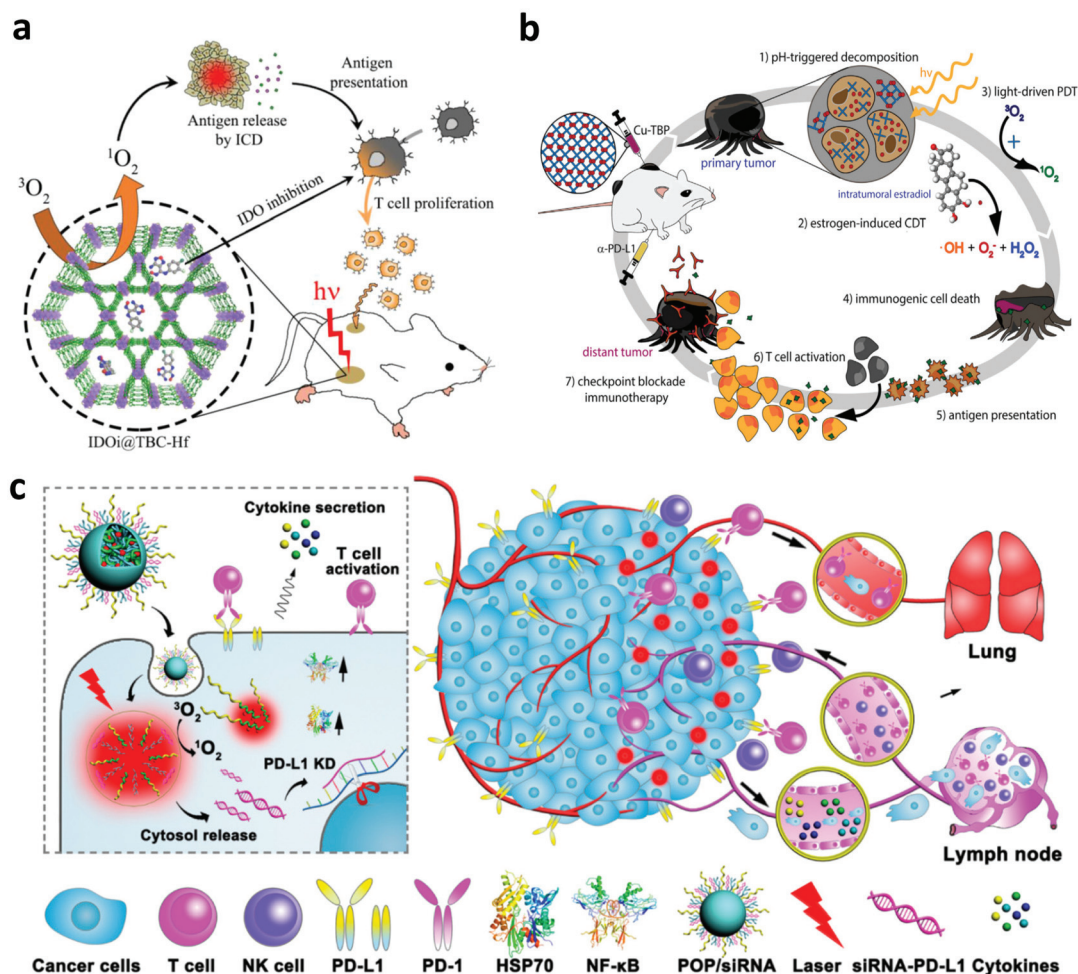 a
Antigen release
by ICD
Antigen
presentation
¹O₂
³O₂
IDO inhibition
T cell proliferation
hν
IDOi@TBC-Hf
b
1) pH-triggered decomposition
hν
3) light-driven PDT
³O₂
+
¹O₂
Cu-TBP
primary tumor
intratumoral estradiol
2) estrogen-induced CDT
·OH + O₂⁻ + H₂O₂
α-PD-L1
4) immunogenic cell death
distant tumor
6) T cell activation
7) checkpoint blockade
immunotherapy
5) antigen presentation
c
Cytokine secretion
T cell
activation
³O₂
¹O₂
PD-L1 KD
Cytosol release
Lung
Lymph node
Cancer cells T cell NK cell PD-L1 PD-1 HSP70 NF-κB POP/siRNA Laser siRNA-PD-L1 Cytokines